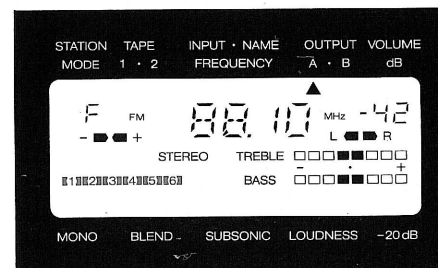 STATION TAPE INPUT · NAME OUTPUT VOLUME
MODE 1 · 2 FREQUENCY A · B dB
F FM 88.10 MHz -42
- + L R
STEREO TREBLE
- · +
[1][2][3][4][5][6] BASS
MONO BLEND SUBSONIC LOUDNESS -20dB